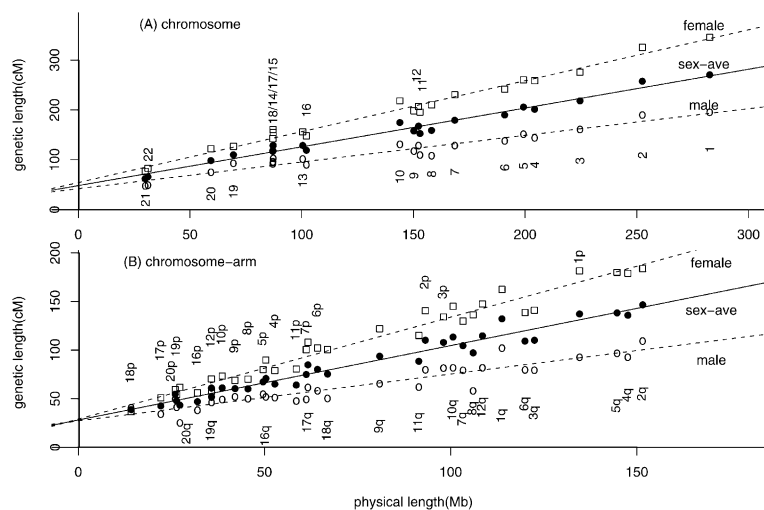 (A) chromosome
female
sex−ave
male
genetic length(cM)
0
100
200
300
21
22
20
19
18/14/17/15
13
16
10
9
11
12
8
7
6
5
4
3
2
1
0
50
100
150
200
250
300
(B) chromosome−arm
female
sex−ave
male
genetic length(cM)
0
50
100
150
200
18p
17p
20p
19p
20q
16p
12p
19q
10p
9p
8p
5p
16q
4p
11p
17p
17q
6p
18q
9q
11q
2p
3p
10q
7q
8q
12q
1q
6q
3q
1p
5q
4q
2q
0
50
100
150
physical length(Mb)